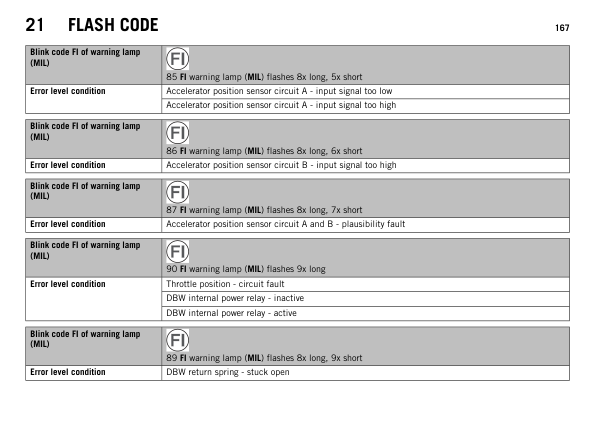 21 FLASH CODE 167
Blink code FI of warning lamp
(MIL)
FI
85 FI warning lamp (MIL) flashes 8x long, 5x short
Error level condition
Accelerator position sensor circuit A - input signal too low
Accelerator position sensor circuit A - input signal too high
Blink code FI of warning lamp
(MIL)
FI
86 FI warning lamp (MIL) flashes 8x long, 6x short
Error level condition
Accelerator position sensor circuit B - input signal too high
Blink code FI of warning lamp
(MIL)
FI
87 FI warning lamp (MIL) flashes 8x long, 7x short
Error level condition
Accelerator position sensor circuit A and B - plausibility fault
Blink code FI of warning lamp
(MIL)
FI
90 FI warning lamp (MIL) flashes 9x long
Error level condition
Throttle position - circuit fault
DBW internal power relay - inactive
DBW internal power relay - active
Blink code FI of warning lamp
(MIL)
FI
89 FI warning lamp (MIL) flashes 8x long, 9x short
Error level condition
DBW return spring - stuck open